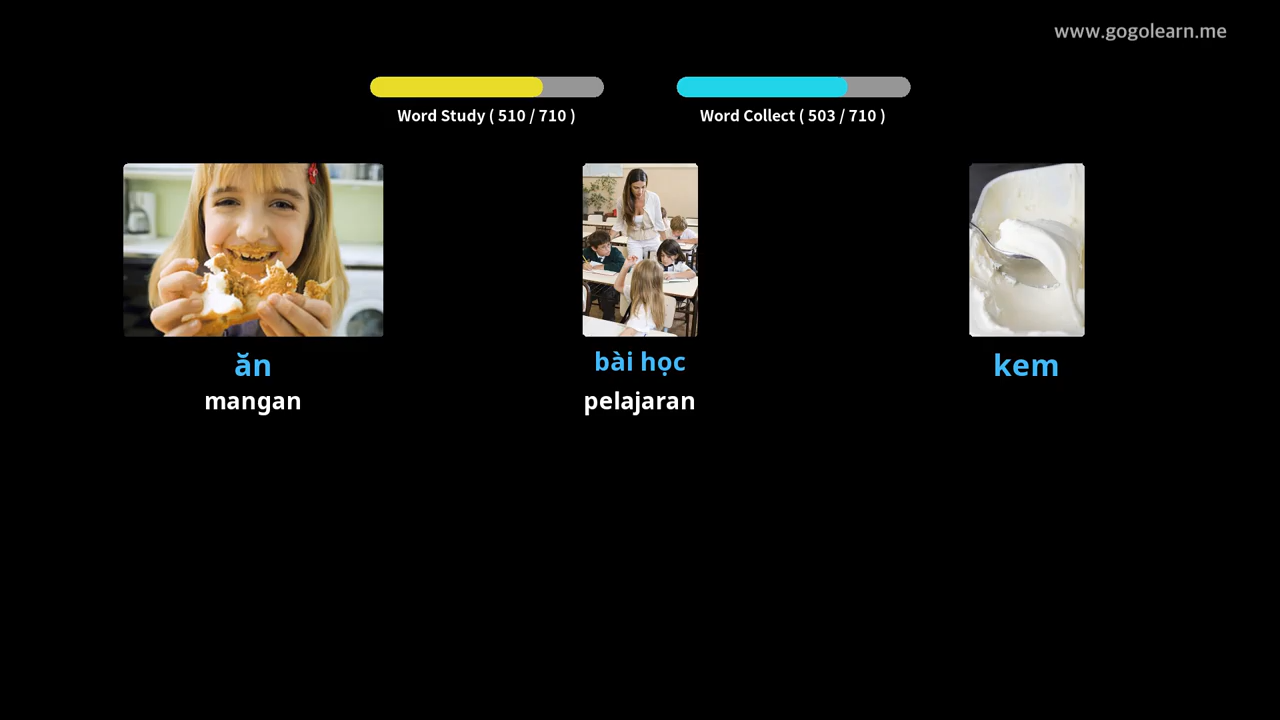 www.gogolearn.me
Word Study ( 510 / 710 )
Word Collect ( 503 / 710 )
ăn
mangan
bài học
pelajaran
kem